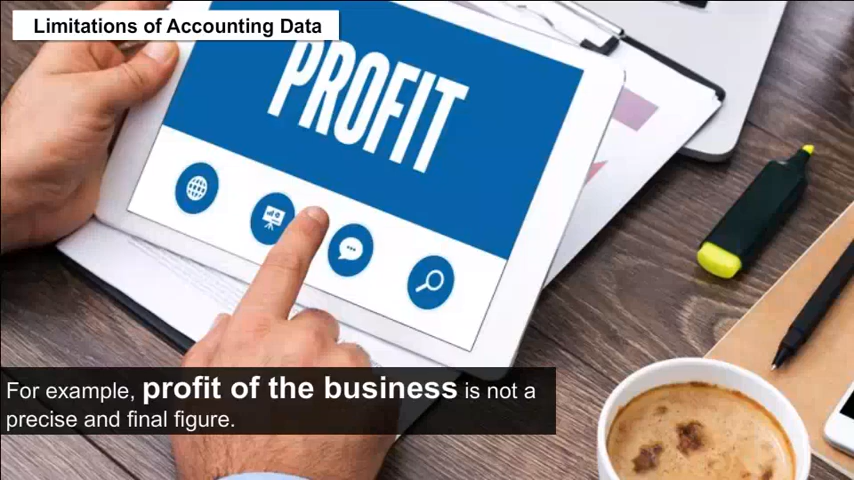 Limitations of Accounting Data
PROFIT
For example, profit of the business is not a
precise and final figure.